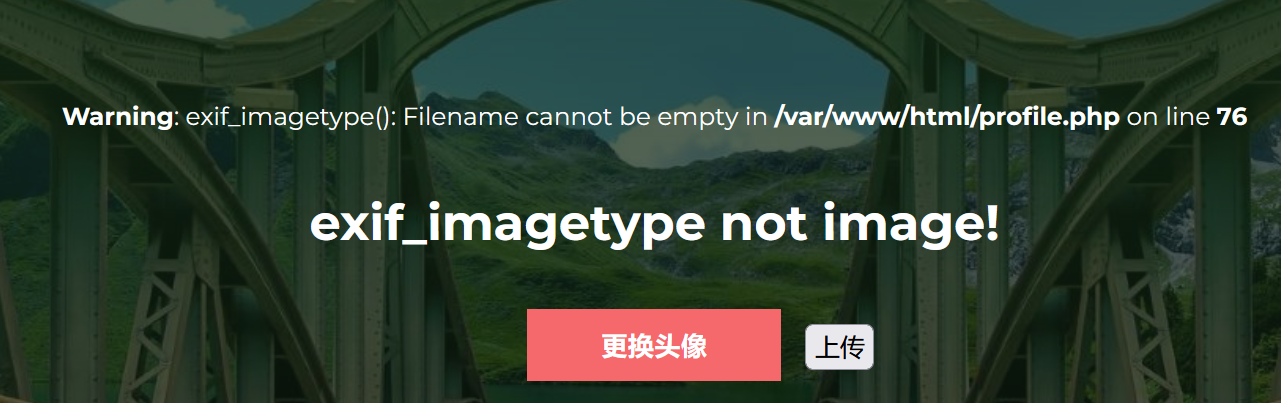 Warning: exif_imagetype(): Filename cannot be empty in /var/www/html/profile.php on line 76
exif_imagetype not image!
更换头像 上传